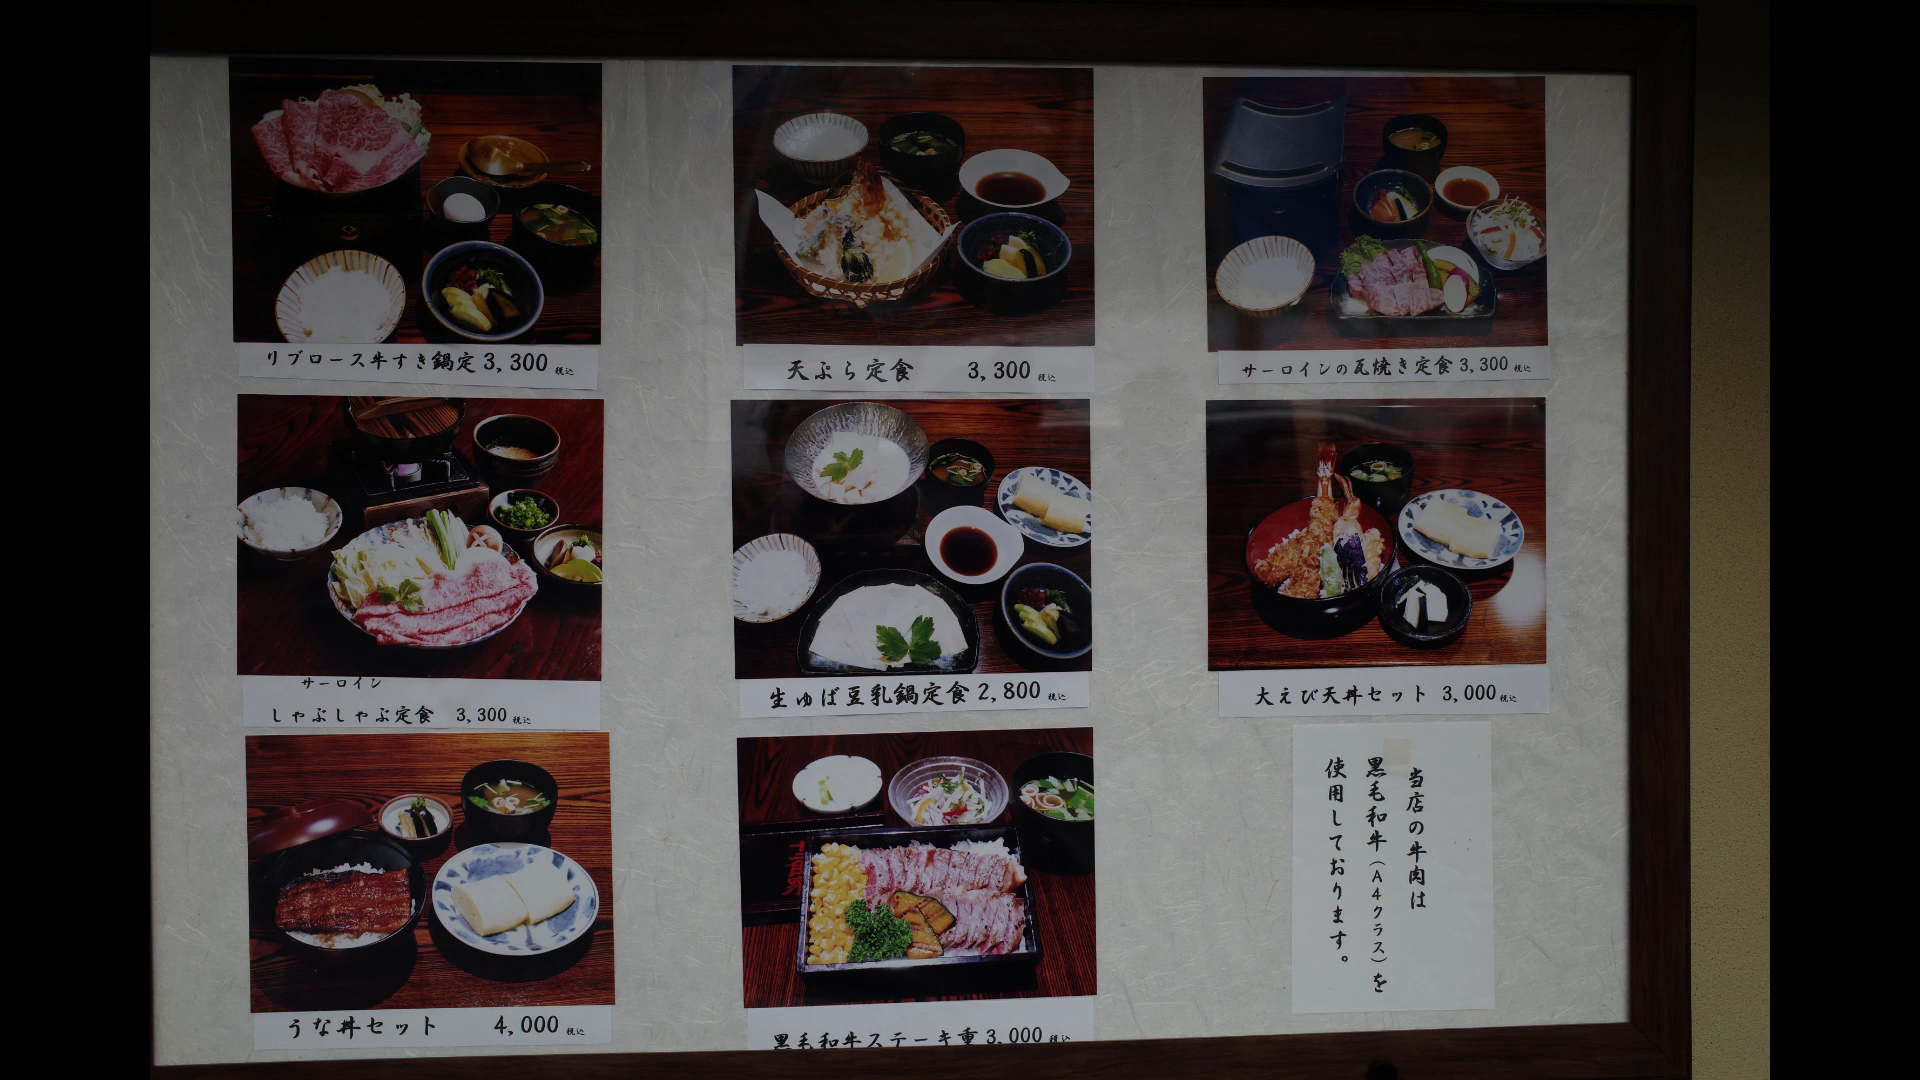 リブロース牛すき鍋定 3,300 税込
天ぷら定食 3,300 税込
サーロインの瓦焼き定食 3,300 税込
サーロイン
しゃぶしゃぶ定食 3,300 税込
生ゆば豆乳鍋定食 2,800 税込
大えび天丼セット 3,000 税込
うな丼セット 4,000 税込
黒毛和牛ステーキ重 3,000 税込
当店の牛肉は
黒毛和牛(A4クラス)を
使用しております。